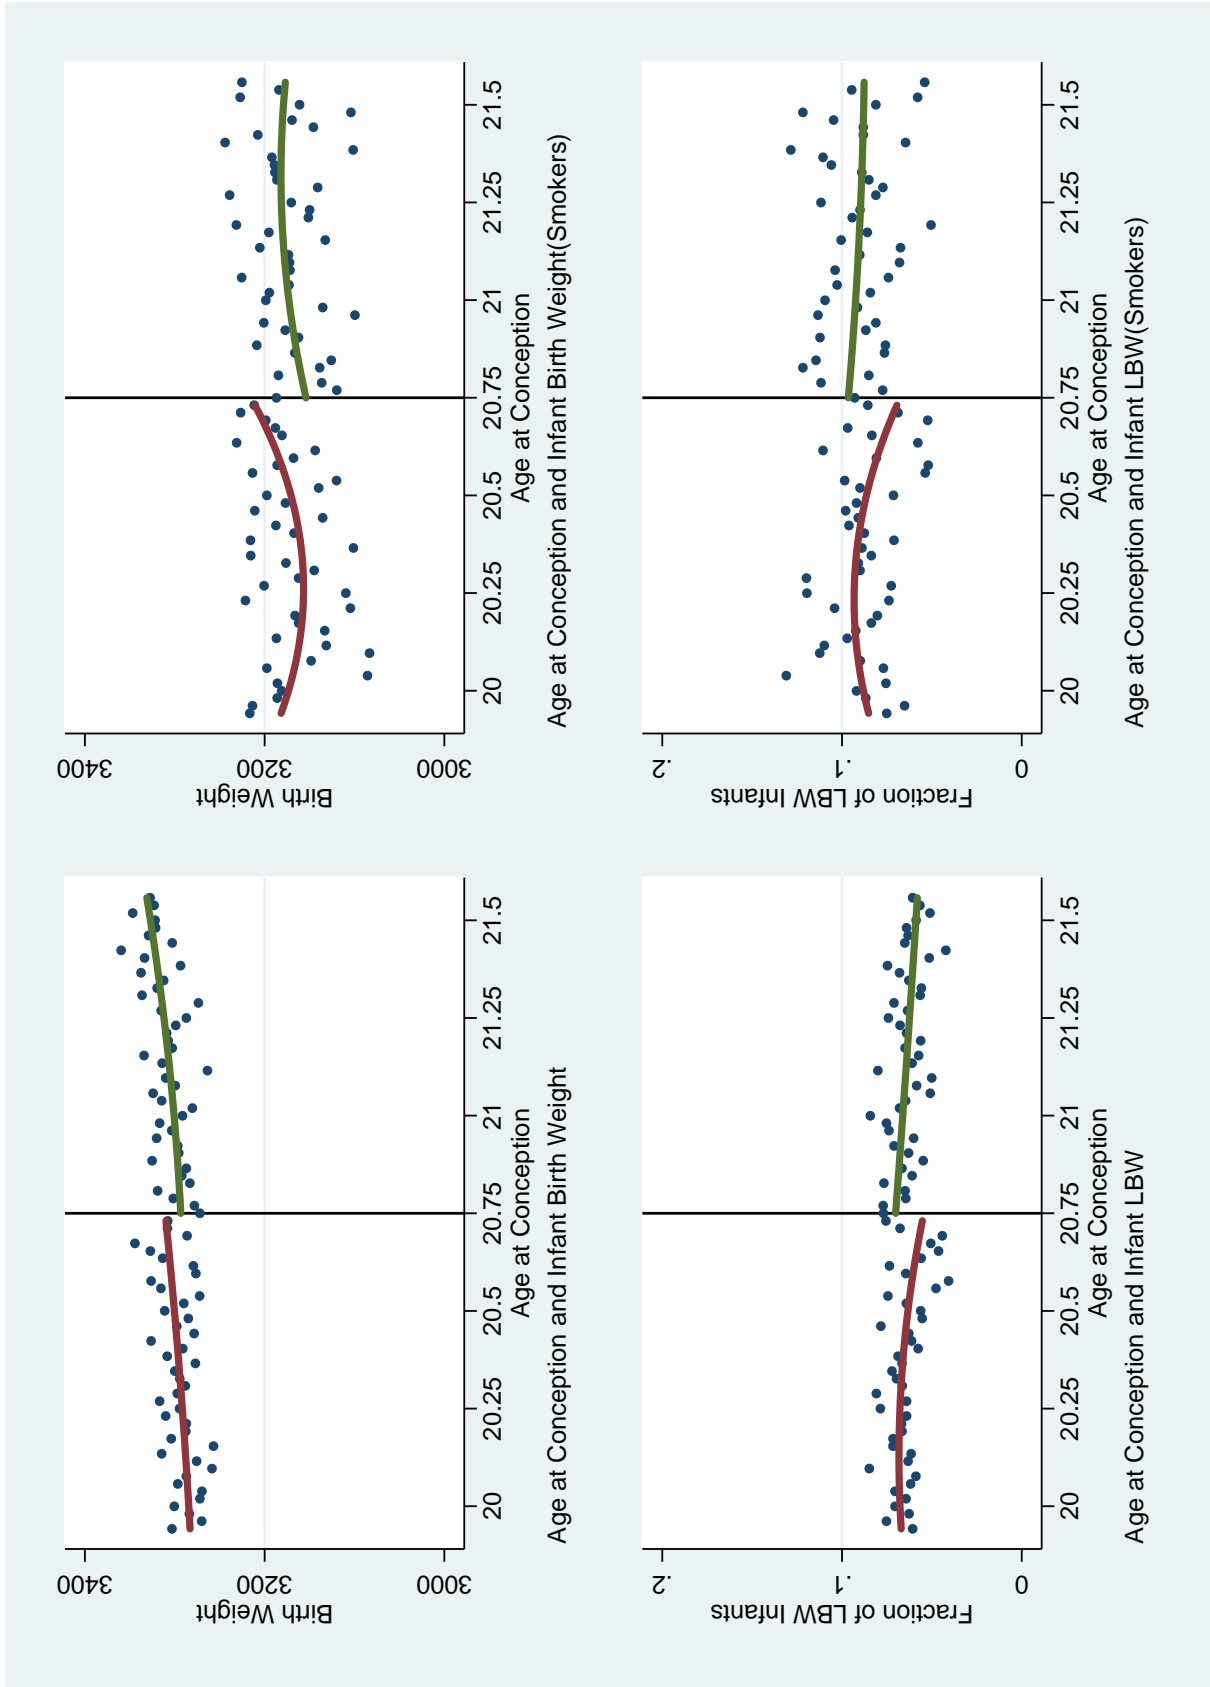 Birth Weight
3400
3200
3000
20 20.25 20.5 20.75 21 21.25 21.5
Age at Conception
Age at Conception and Infant Birth Weight
Birth Weight
3400
3200
3000
20 20.25 20.5 20.75 21 21.25 21.5
Age at Conception
Age at Conception and Infant Birth Weight(Smokers)
Fraction of LBW Infants
.2
.1
0
20 20.25 20.5 20.75 21 21.25 21.5
Age at Conception
Age at Conception and Infant LBW
Fraction of LBW Infants
.2
.1
0
20 20.25 20.5 20.75 21 21.25 21.5
Age at Conception
Age at Conception and Infant LBW(Smokers)